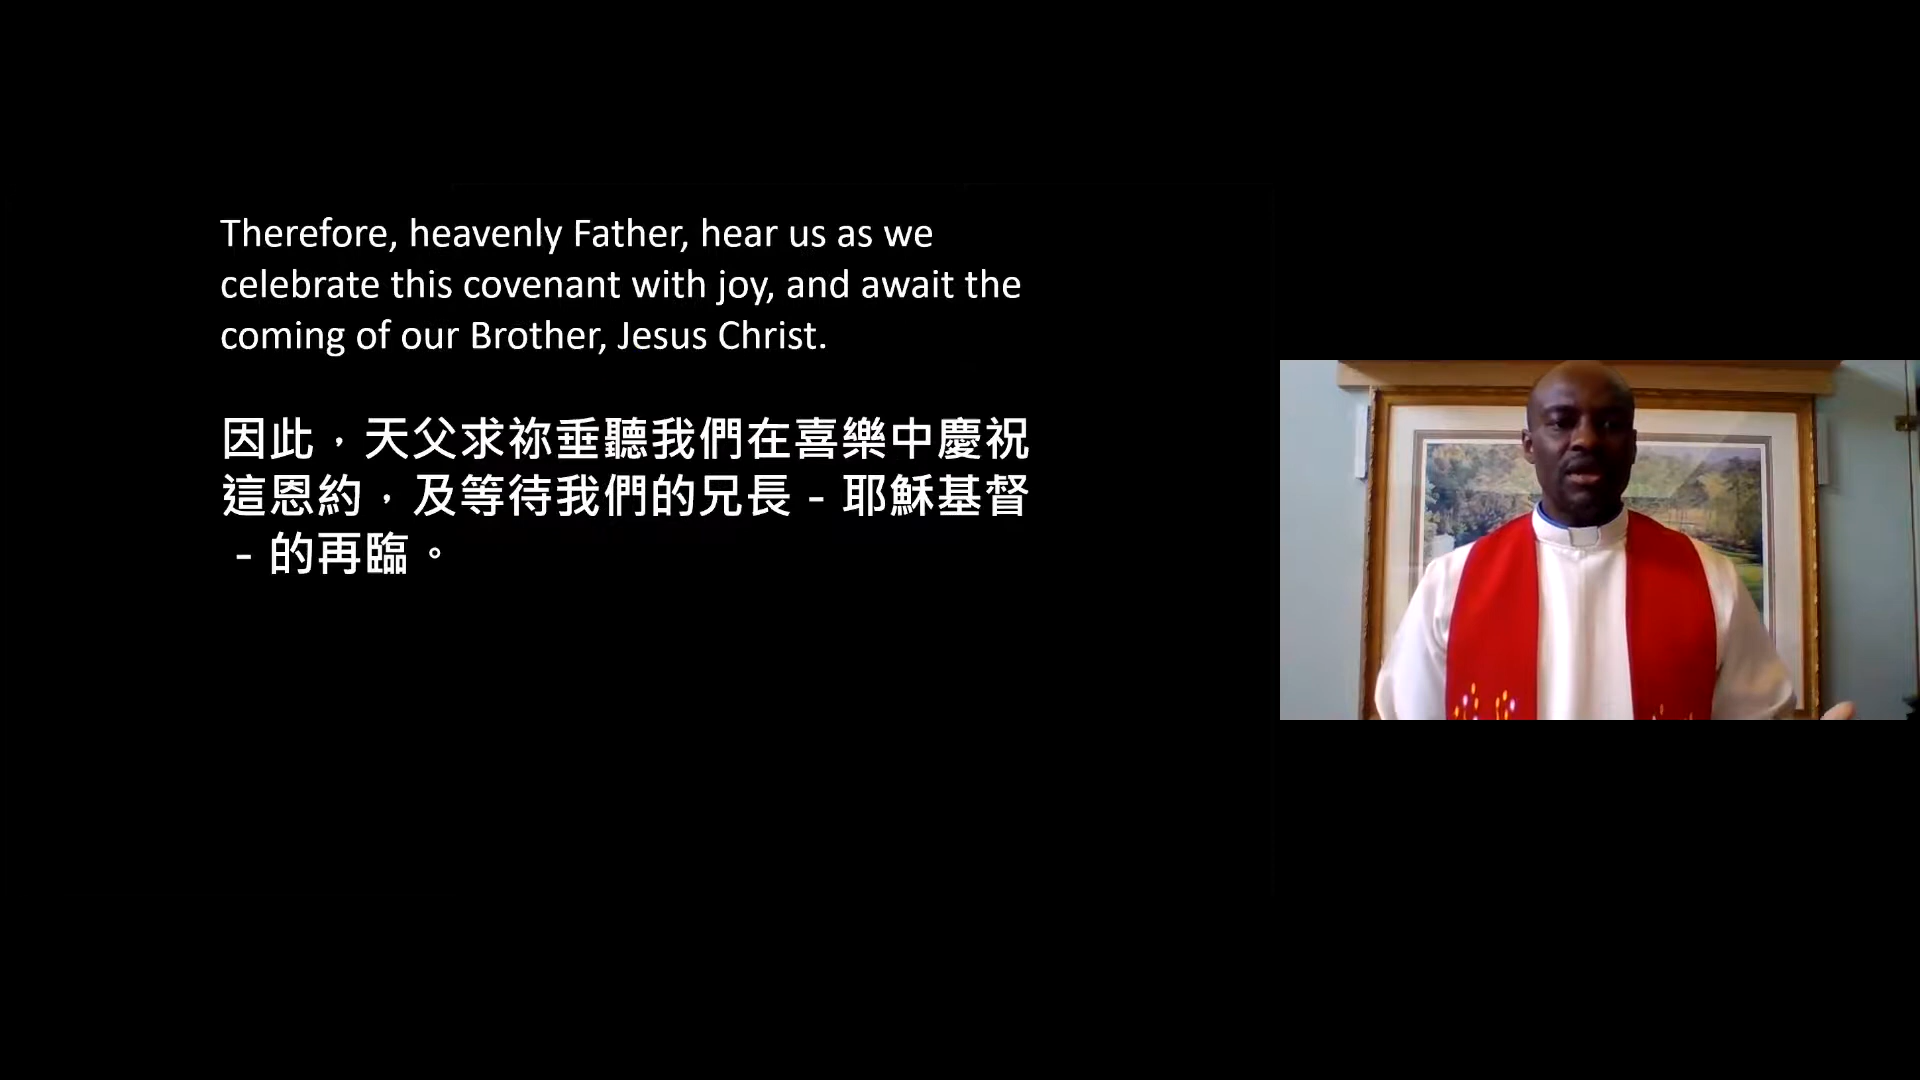 Therefore, heavenly Father, hear us as we
celebrate this covenant with joy, and await the
coming of our Brother, Jesus Christ.
因此，天父求祢垂聽我們在喜樂中慶祝
這恩約，及等待我們的兄長 - 耶穌基督
- 的再臨。